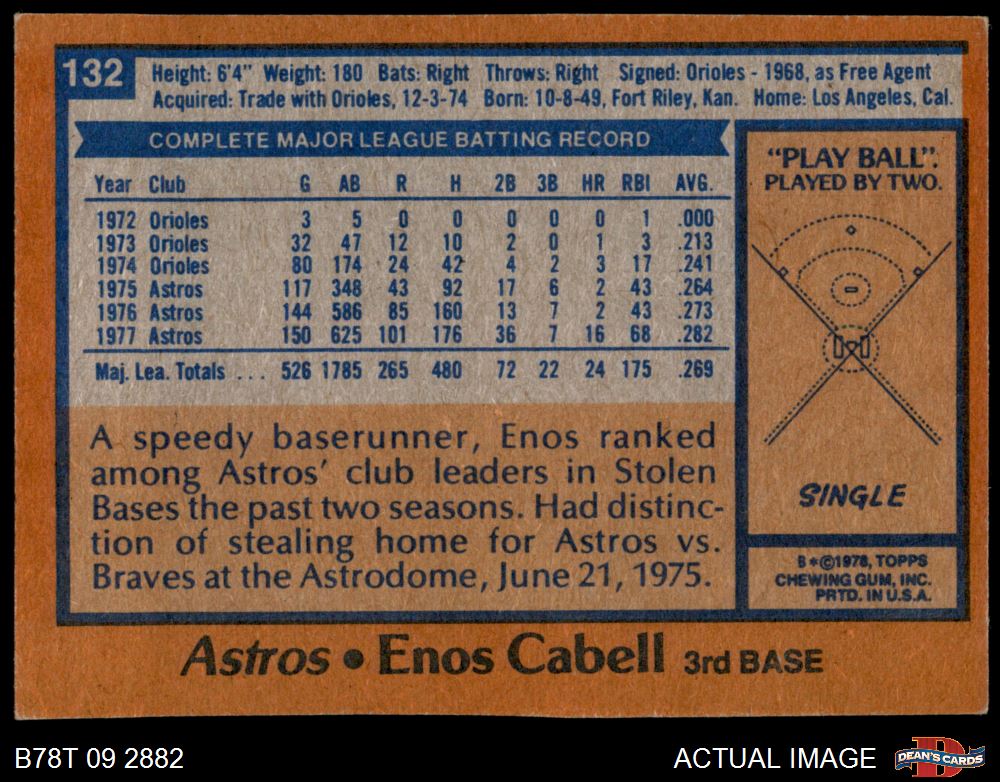 132
Height: 6'4" Weight: 180 Bats: Right Throws: Right Signed: Orioles - 1968, as Free Agent
Acquired: Trade with Orioles, 12-3-74 Born: 10-8-49, Fort Riley, Kan. Home: Los Angeles, Cal.
COMPLETE MAJOR LEAGUE BATTING RECORD
Year Club G AB R H 2B 3B HR RBI AVG.
1972 Orioles 3 5 0 0 0 0 0 1 .000
1973 Orioles 32 47 12 10 2 0 1 3 .213
1974 Orioles 80 174 24 42 4 2 3 17 .241
1975 Astros 117 348 43 92 17 6 2 43 .264
1976 Astros 144 586 85 160 13 7 2 43 .273
1977 Astros 150 625 101 176 36 7 16 68 .282
Maj. Lea. Totals ... 526 1785 265 480 72 22 24 175 .269
A speedy baserunner, Enos ranked
among Astros' club leaders in Stolen
Bases the past two seasons. Had distinc-
tion of stealing home for Astros vs.
Braves at the Astrodome, June 21, 1975.
"PLAY BALL".
PLAYED BY TWO.
SINGLE
B*©1978, TOPPS
CHEWING GUM, INC.
PRTD. IN U.S.A.
Astros • Enos Cabell 3rd BASE
B78T 09 2882
ACTUAL IMAGE
D
DEAN'S CARDS